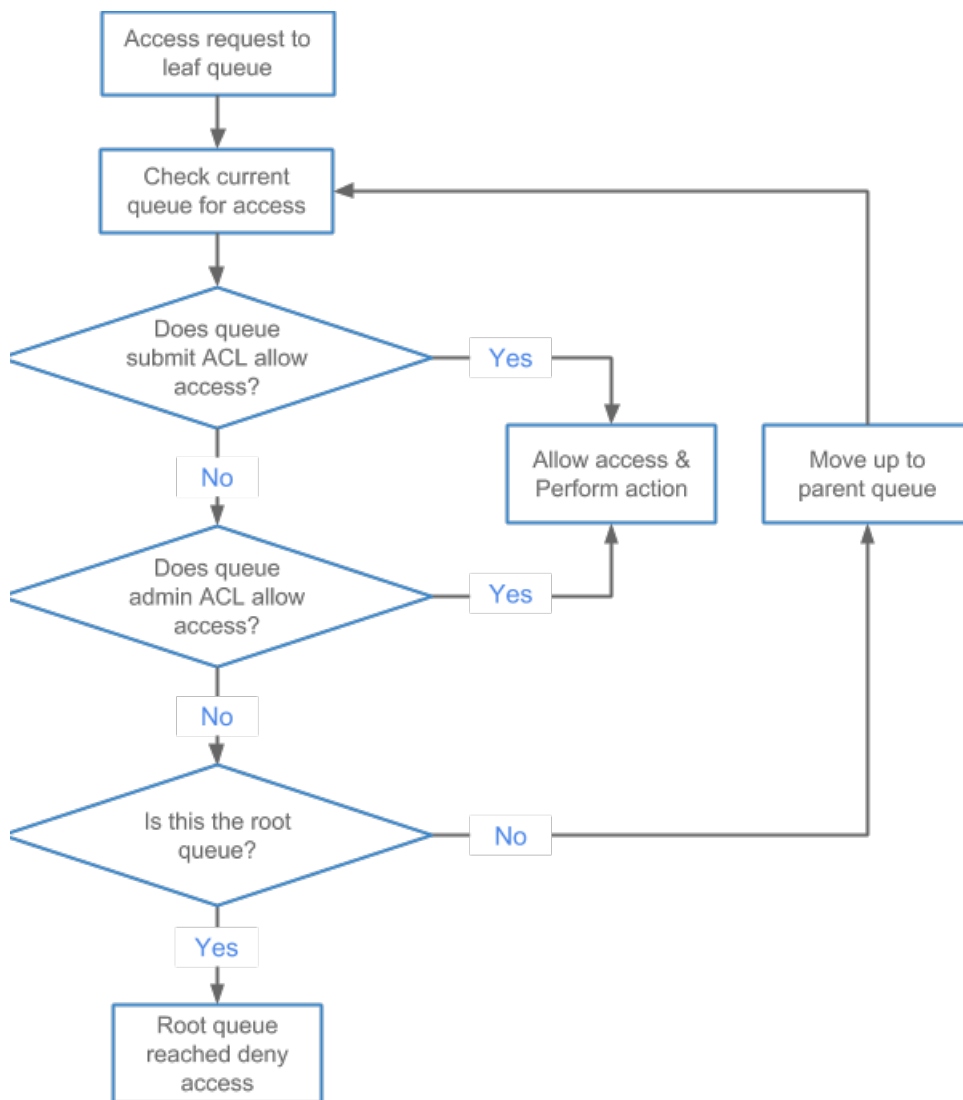 Access request to
leaf queue
Check current
queue for access
Does queue
submit ACL allow
access?
Yes
No
Allow access &
Perform action
Move up to
parent queue
Does queue
admin ACL allow
access?
Yes
No
Is this the root
queue?
No
Yes
Root queue
reached deny
access